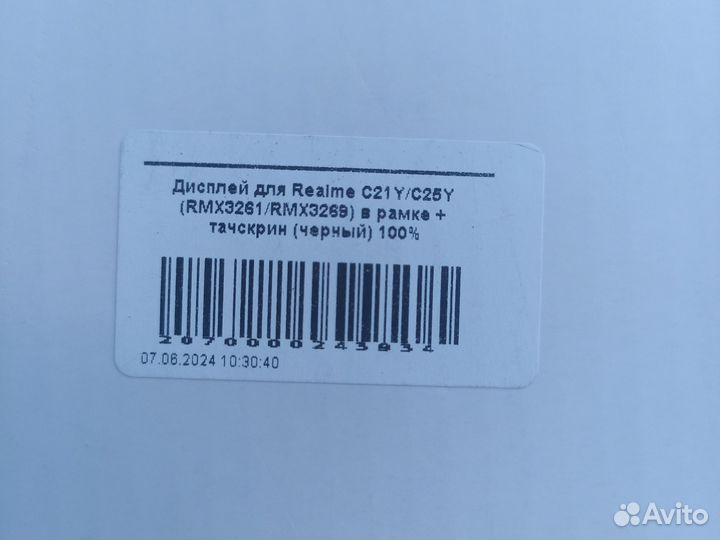 Дисплей для Realme C21Y/C25Y
(RMX3261/RMX3269) в рамке +
тачскрин (черный) 100%
2070000243934
07.06.2024 10:30:40
Avito